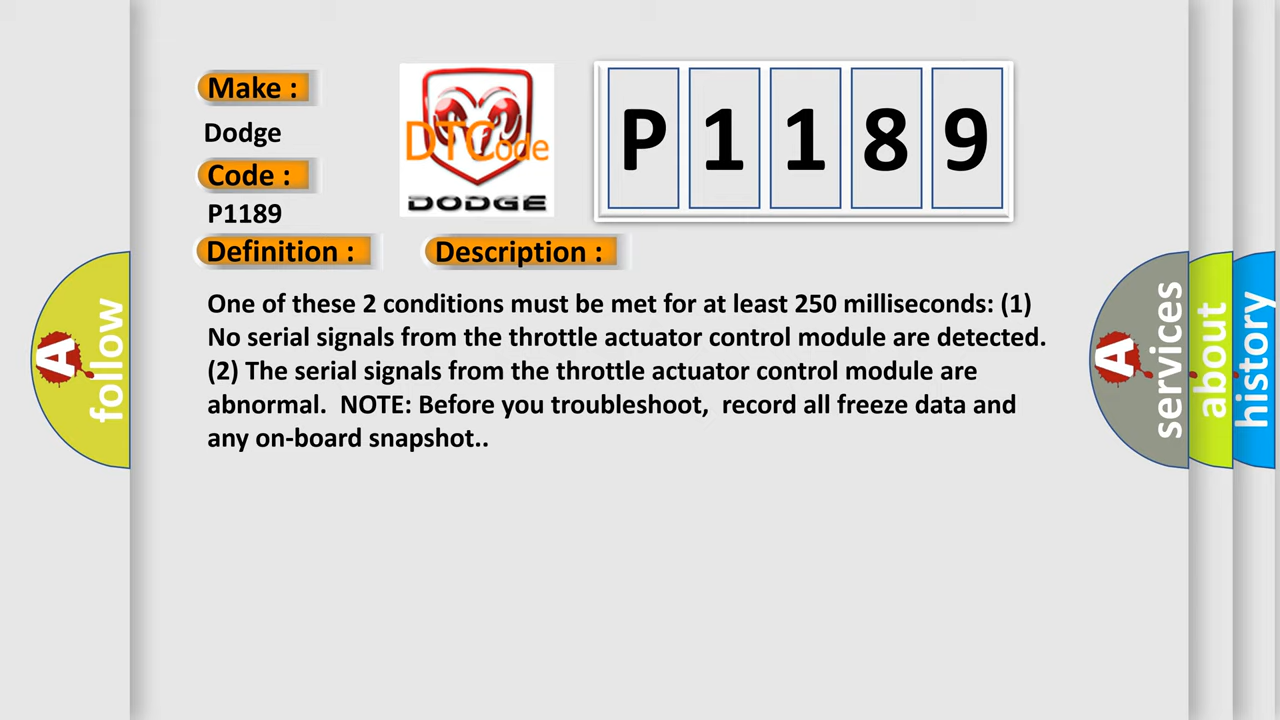 Make :
Dodge
Code :
P1189
DTCode
DODGE
P 1 1 8 9
Definition :
Description :
One of these 2 conditions must be met for at least 250 milliseconds: (1)
No serial signals from the throttle actuator control module are detected.
(2) The serial signals from the throttle actuator control module are
abnormal. NOTE: Before you troubleshoot, record all freeze data and
any on-board snapshot..
A follow
A services
about
history